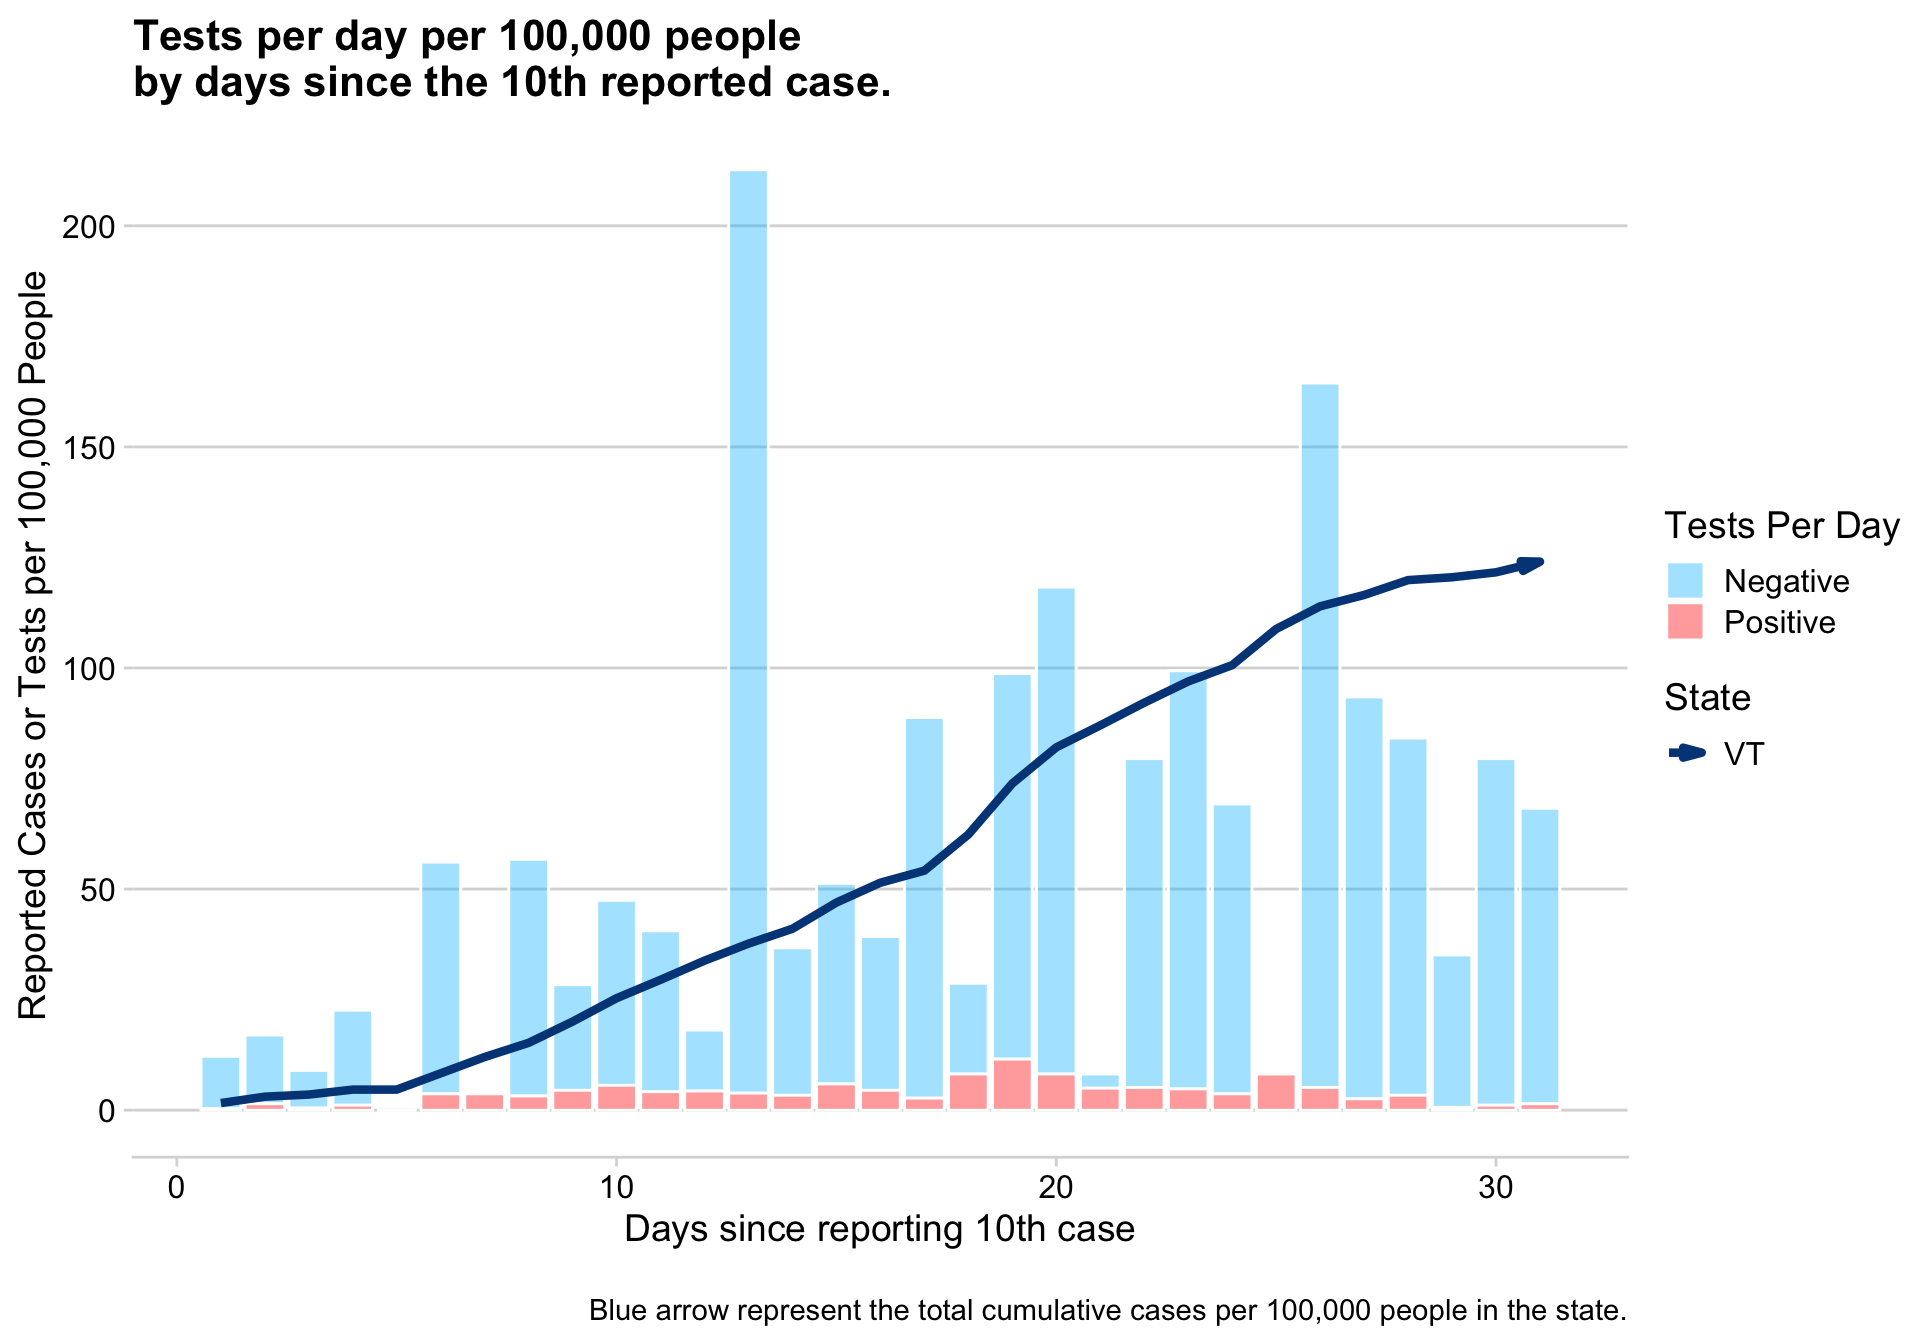 Tests per day per 100,000 people
by days since the 10th reported case.
Reported Cases or Tests per 100,000 People
200
150
100
50
0
0
10
20
30
Days since reporting 10th case
Tests Per Day
Negative
Positive
State
VT
Blue arrow represent the total cumulative cases per 100,000 people in the state.